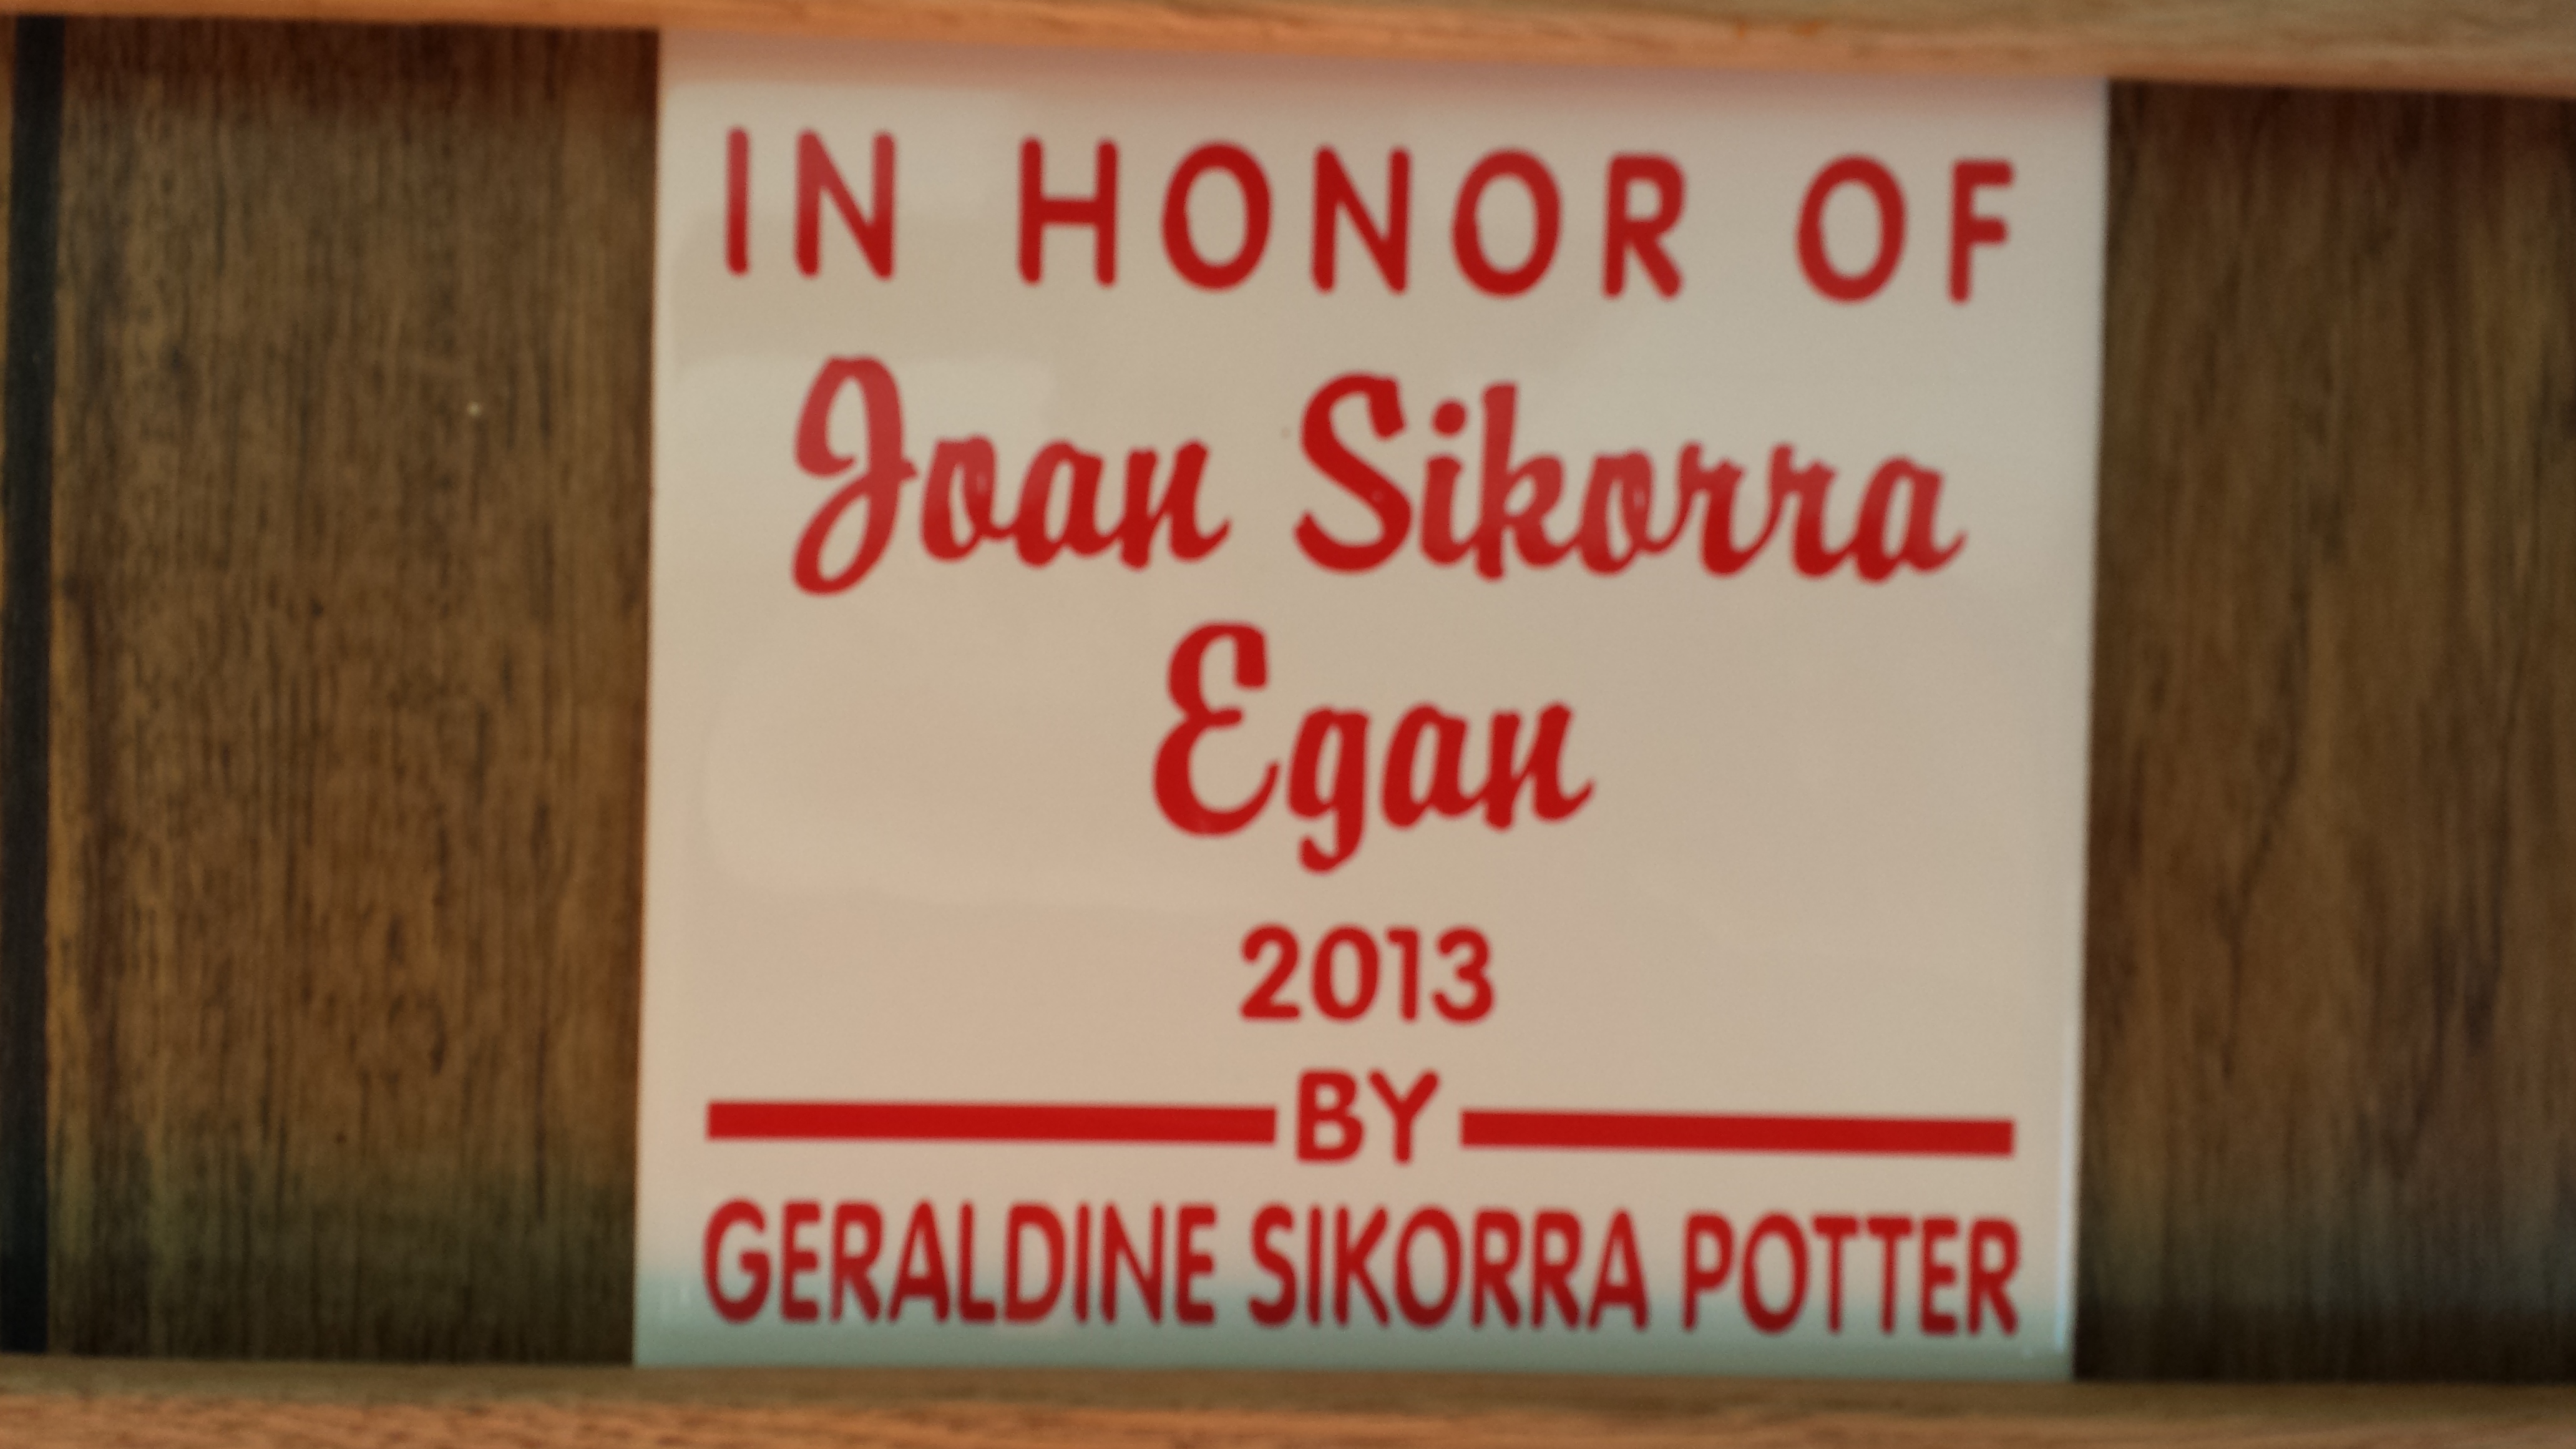 IN HONOR OF
Joan Sikorra
Egan
2013
BY
GERALDINE SIKORRA POTTER